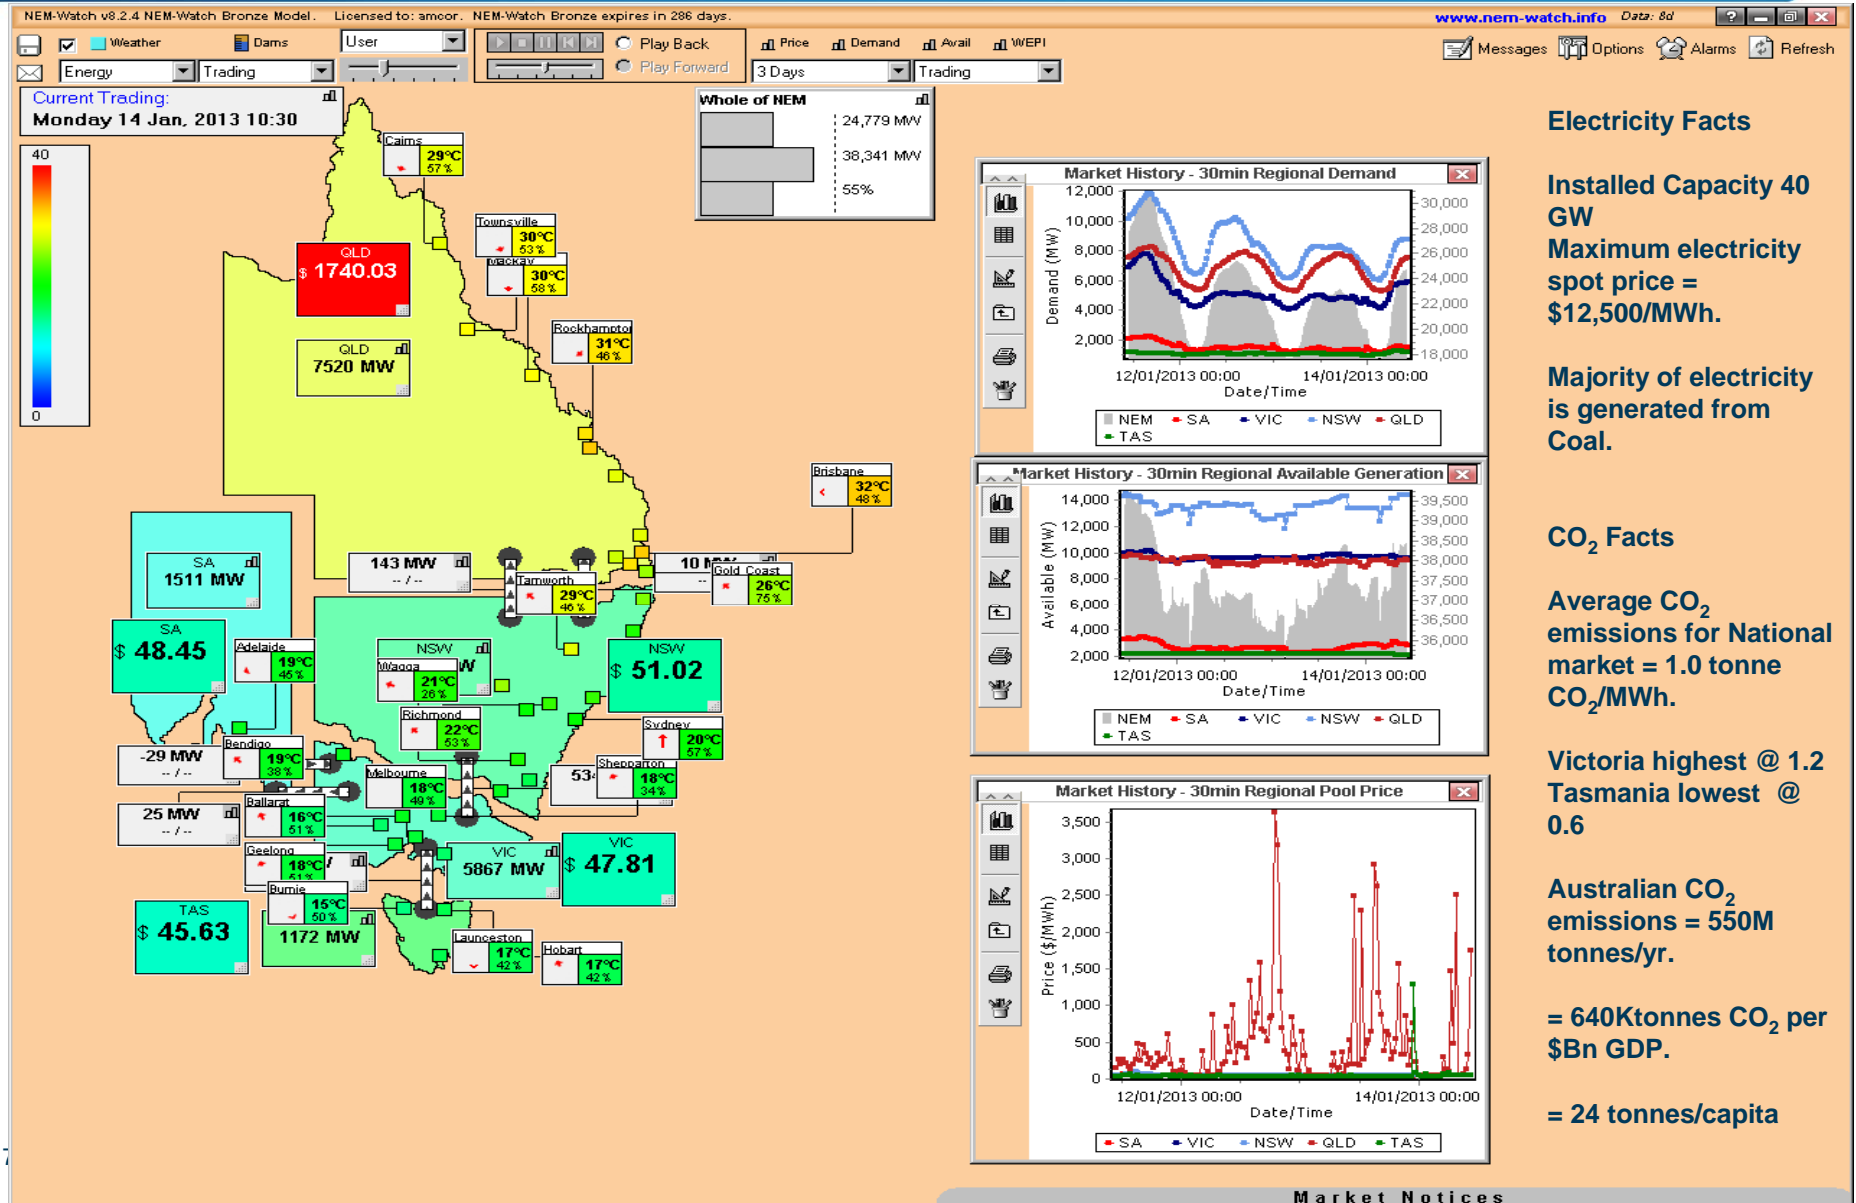 NEM-Watch v8.2.4 NEM-Watch Bronze Model. Licensed to: amcor. NEM-Watch Bronze expires in 286 days.
www.nem-watch.info Data: 8d
Weather Dams User Play Back Price Demand Avail WEPI
Messages Options Alarms Refresh
Energy Trading Play Forward 3 Days Trading
Current Trading:
Monday 14 Jan, 2013 10:30
40
0
Whole of NEM
24,779 MW
38,341 MW
55%
Cairns
29°C
57%
Townsville
30°C
53%
Mackay
30°C
58%
QLD
$ 1740.03
QLD
7520 MW
Rockhampton
31°C
46%
Brisbane
32°C
48%
SA
1511 MW
143 MW
-- / --
10 MW
--
Gold Coast
26°C
75%
Tamworth
29°C
46%
SA
$ 48.45
Adelaide
19°C
45%
NSW
W
Wagga
21°C
26%
NSW
$ 51.02
Richmond
22°C
53%
Sydney
20°C
57%
-29 MW
-- / --
Bendigo
19°C
38%
Melbourne
18°C
49%
53
Shepparton
18°C
34%
25 MW
-- / --
Ballarat
16°C
51%
Geelong
18°C
51%
VIC
5867 MW
VIC
$ 47.81
Burnie
15°C
50%
TAS
$ 45.63
1172 MW
Launceston
17°C
42%
Hobart
17°C
42%
Market History - 30min Regional Demand
12,000
10,000
8,000
6,000
4,000
2,000
Demand (MW)
30,000
28,000
26,000
24,000
22,000
20,000
18,000
12/01/2013 00:00 14/01/2013 00:00
Date/Time
NEM SA VIC NSW QLD
TAS
Market History - 30min Regional Available Generation
14,000
12,000
10,000
8,000
6,000
4,000
2,000
Available (MW)
39,500
39,000
38,500
38,000
37,500
37,000
36,500
36,000
12/01/2013 00:00 14/01/2013 00:00
Date/Time
NEM SA VIC NSW QLD
TAS
Market History - 30min Regional Pool Price
3,500
3,000
2,500
2,000
1,500
1,000
500
0
Price ($/MWh)
12/01/2013 00:00 14/01/2013 00:00
Date/Time
SA VIC NSW QLD TAS
Electricity Facts
Installed Capacity 40
GW
Maximum electricity
spot price =
$12,500/MWh.
Majority of electricity
is generated from
Coal.
CO₂ Facts
Average CO₂
emissions for National
market = 1.0 tonne
CO₂/MWh.
Victoria highest @ 1.2
Tasmania lowest @
0.6
Australian CO₂
emissions = 550M
tonnes/yr.
= 640Ktonnes CO₂ per
$Bn GDP.
= 24 tonnes/capita
7
Market Notices